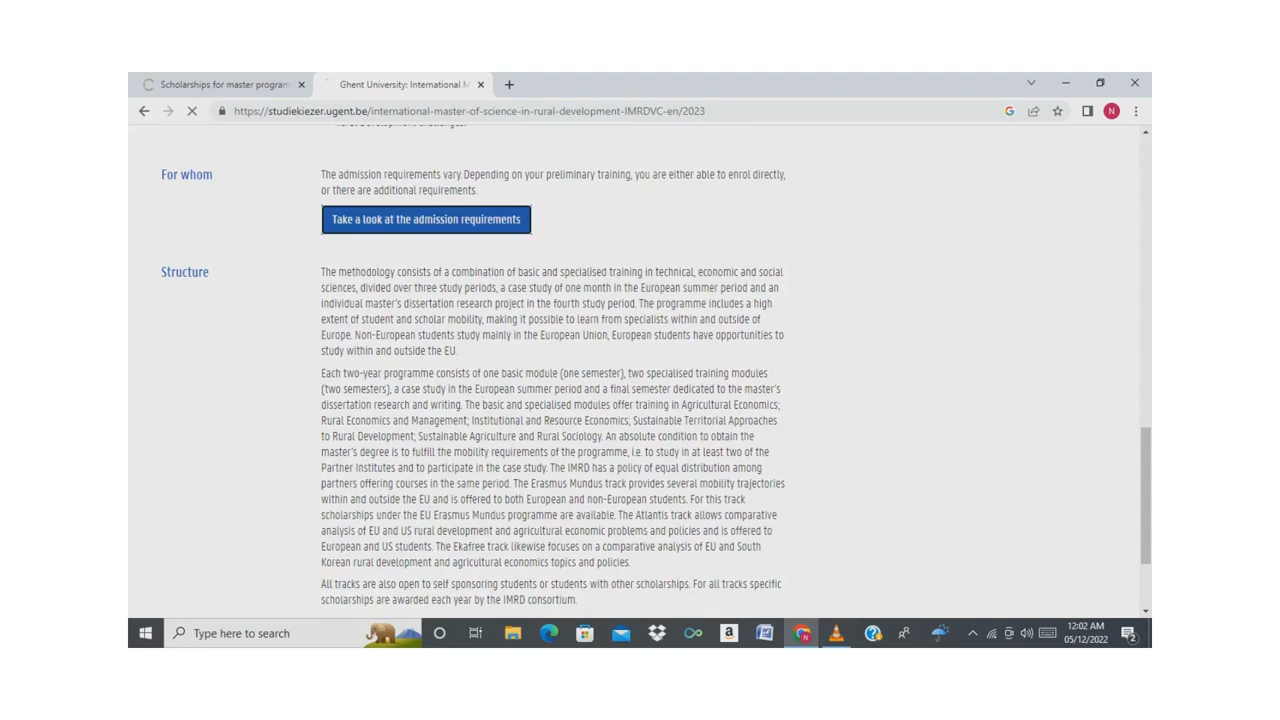 Scholarships for master program
Ghent University: International M
https://studiekiezer.ugent.be/international-master-of-science-in-rural-development-IMRDVC-en/2023
For whom
The admission requirements vary. Depending on your preliminary training, you are either able to enrol directly,
or there are additional requirements.
Take a look at the admission requirements
Structure
The methodology consists of a combination of basic and specialised training in technical, economic and social
sciences, divided over three study periods, a case study of one month in the European summer period and an
individual master's dissertation research project in the fourth study period. The programme includes a high
extent of student and scholar mobility, making it possible to learn from specialists within and outside of
Europe. Non-European students study mainly in the European Union, European students have opportunities to
study within and outside the EU.
Each two-year programme consists of one basic module (one semester), two specialised training modules
(two semesters), a case study in the European summer period and a final semester dedicated to the master's
dissertation research and writing. The basic and specialised modules offer training in Agricultural Economics;
Rural Economics and Management; Institutional and Resource Economics; Sustainable Territorial Approaches
to Rural Development; Sustainable Agriculture and Rural Sociology. An absolute condition to obtain the
master's degree is to fulfill the mobility requirements of the programme, i.e. to study in at least two of the
Partner Institutes and to participate in the case study. The IMRD has a policy of equal distribution among
partners offering courses in the same period. The Erasmus Mundus track provides several mobility trajectories
within and outside the EU and is offered to both European and non-European students. For this track
scholarships under the EU Erasmus Mundus programme are available. The Atlantis track allows comparative
analysis of EU and US rural development and agricultural economic problems and policies and is offered to
European and US students. The Ekafree track likewise focuses on a comparative analysis of EU and South
Korean rural development and agricultural economics topics and policies.
All tracks are also open to self sponsoring students or students with other scholarships. For all tracks specific
scholarships are awarded each year by the IMRD consortium.
Type here to search
12:02 AM
05/12/2022